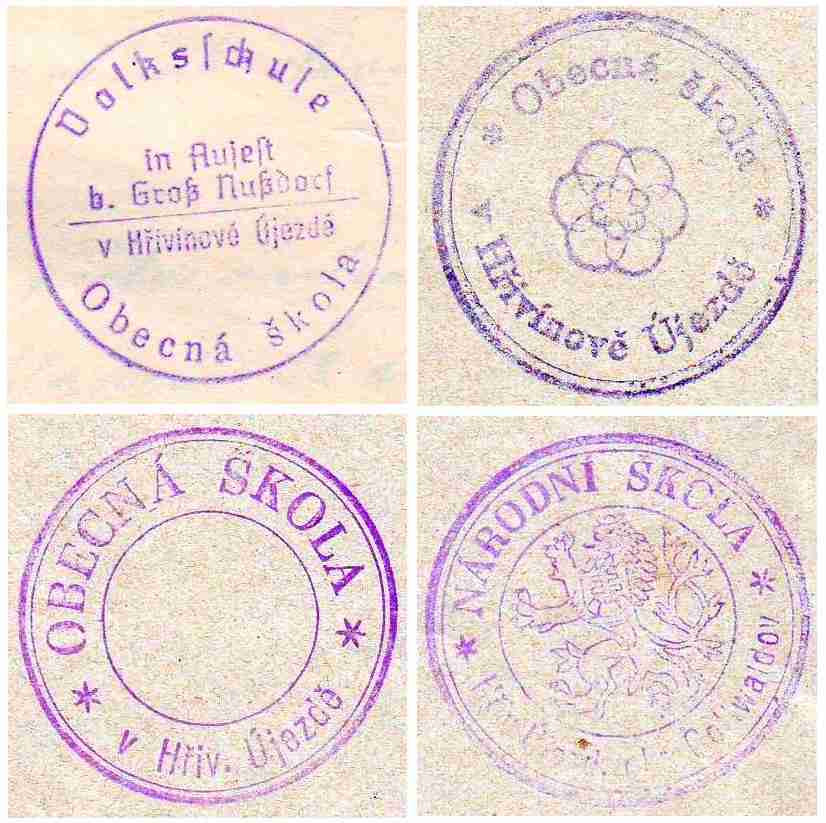 Volksschule
in Aujest
b. Groß Nußdorf
v Hřivínově Újezdě
Obecná škola
* Obecná škola *
v Hřivínově Újezdě
* OBECNÁ ŠKOLA *
v Hřiv. Újezdě
* NÁRODNÍ ŠKOLA *